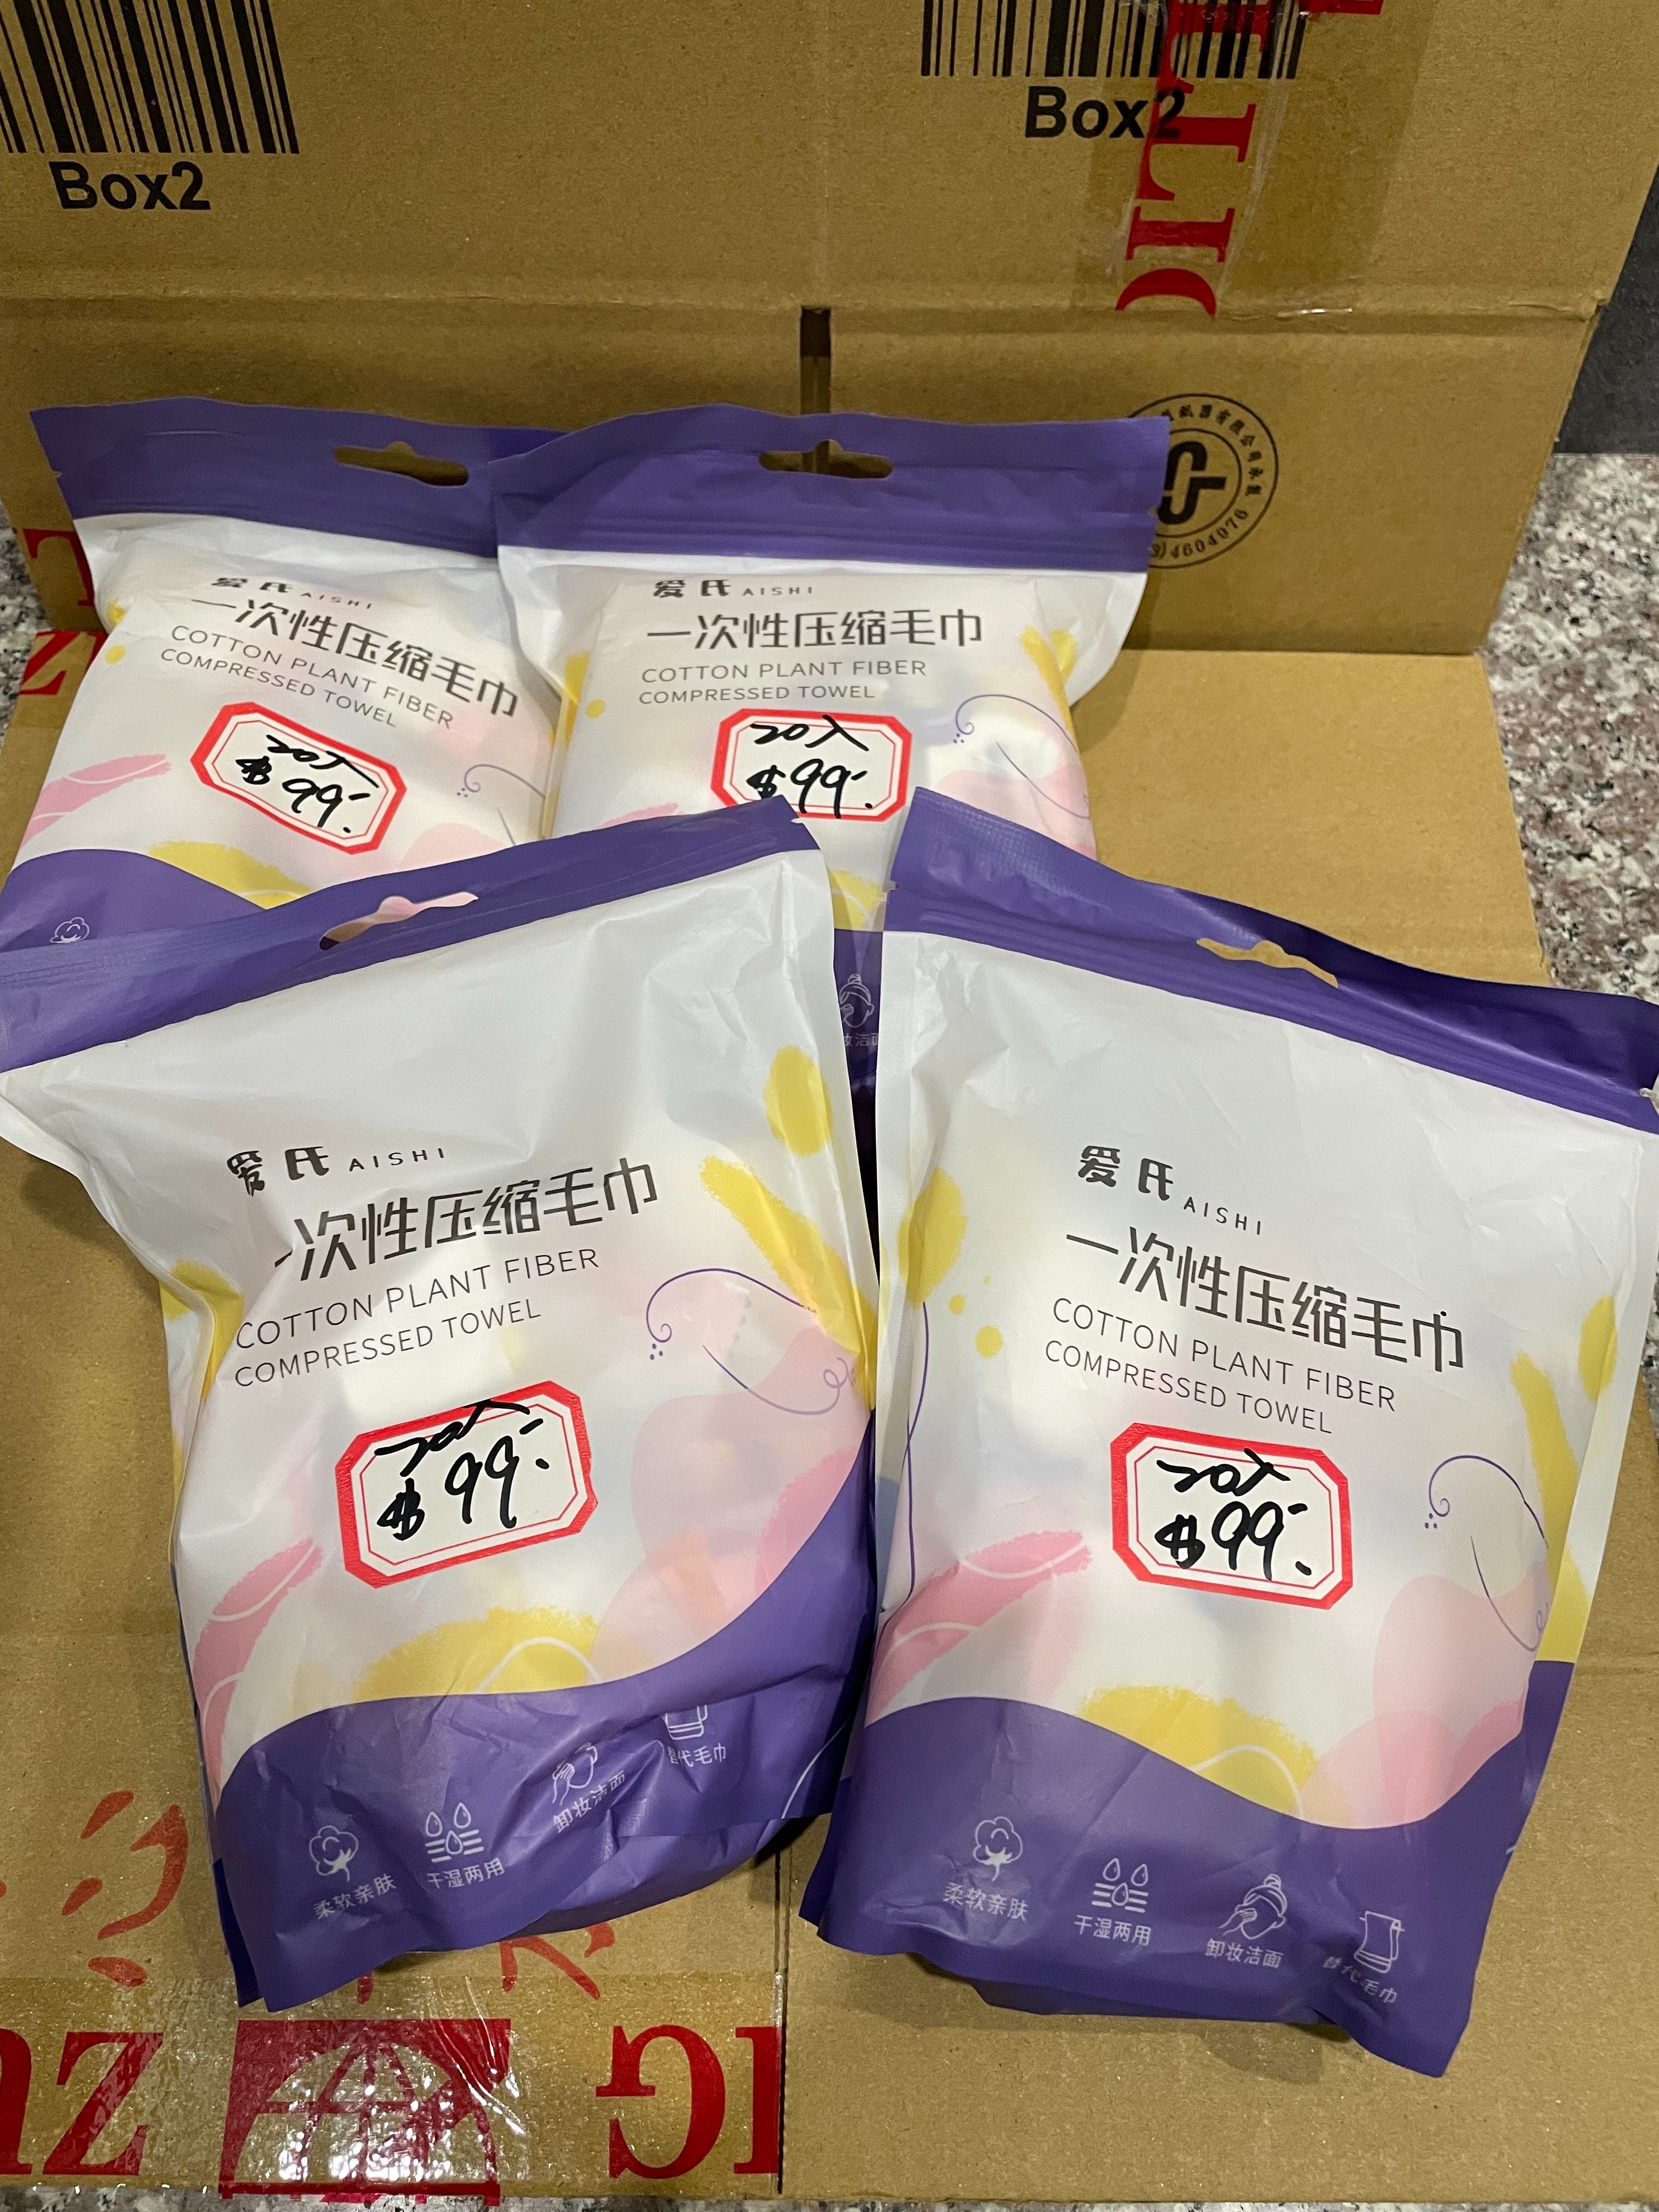 Box2
Box2
爱氏 AISHI
一次性压缩毛巾
COTTON PLANT FIBER
COMPRESSED TOWEL
20入
$99.-
爱氏 AISHI
一次性压缩毛巾
COTTON PLANT FIBER
COMPRESSED TOWEL
20入
$99.-
爱氏 AISHI
一次性压缩毛巾
COTTON PLANT FIBER
COMPRESSED TOWEL
20入
$99.-
柔软亲肤
干湿两用
卸妆洁面
替代毛巾
爱氏 AISHI
一次性压缩毛巾
COTTON PLANT FIBER
COMPRESSED TOWEL
20入
$99.-
柔软亲肤
干湿两用
卸妆洁面
替代毛巾